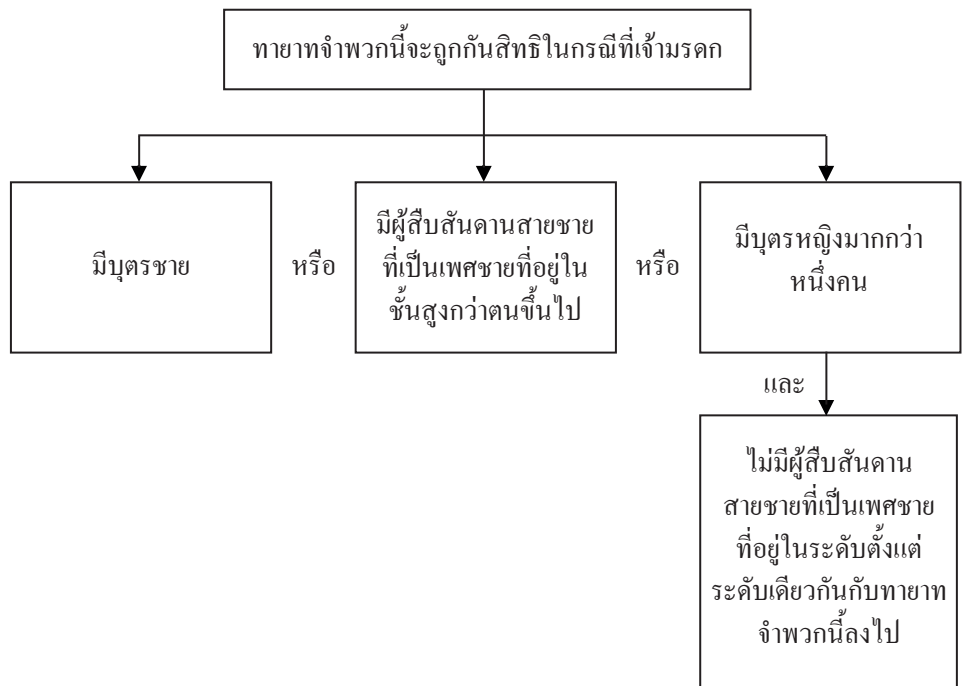 ทายาทจำพวกนี้จะถูกกันสิทธิในกรณีที่เจ้ามรดก
มีบุตรชาย
หรือ
มีผู้สืบสันดานสายชาย
ที่เป็นเพศชายที่อยู่ใน
ชั้นสูงกว่าตนขึ้นไป
หรือ
มีบุตรหญิงมากกว่า
หนึ่งคน
และ
ไม่มีผู้สืบสันดาน
สายชายที่เป็นเพศชาย
ที่อยู่ในระดับตั้งแต่
ระดับเดียวกันกับทายาท
จำพวกนี้ลงไป